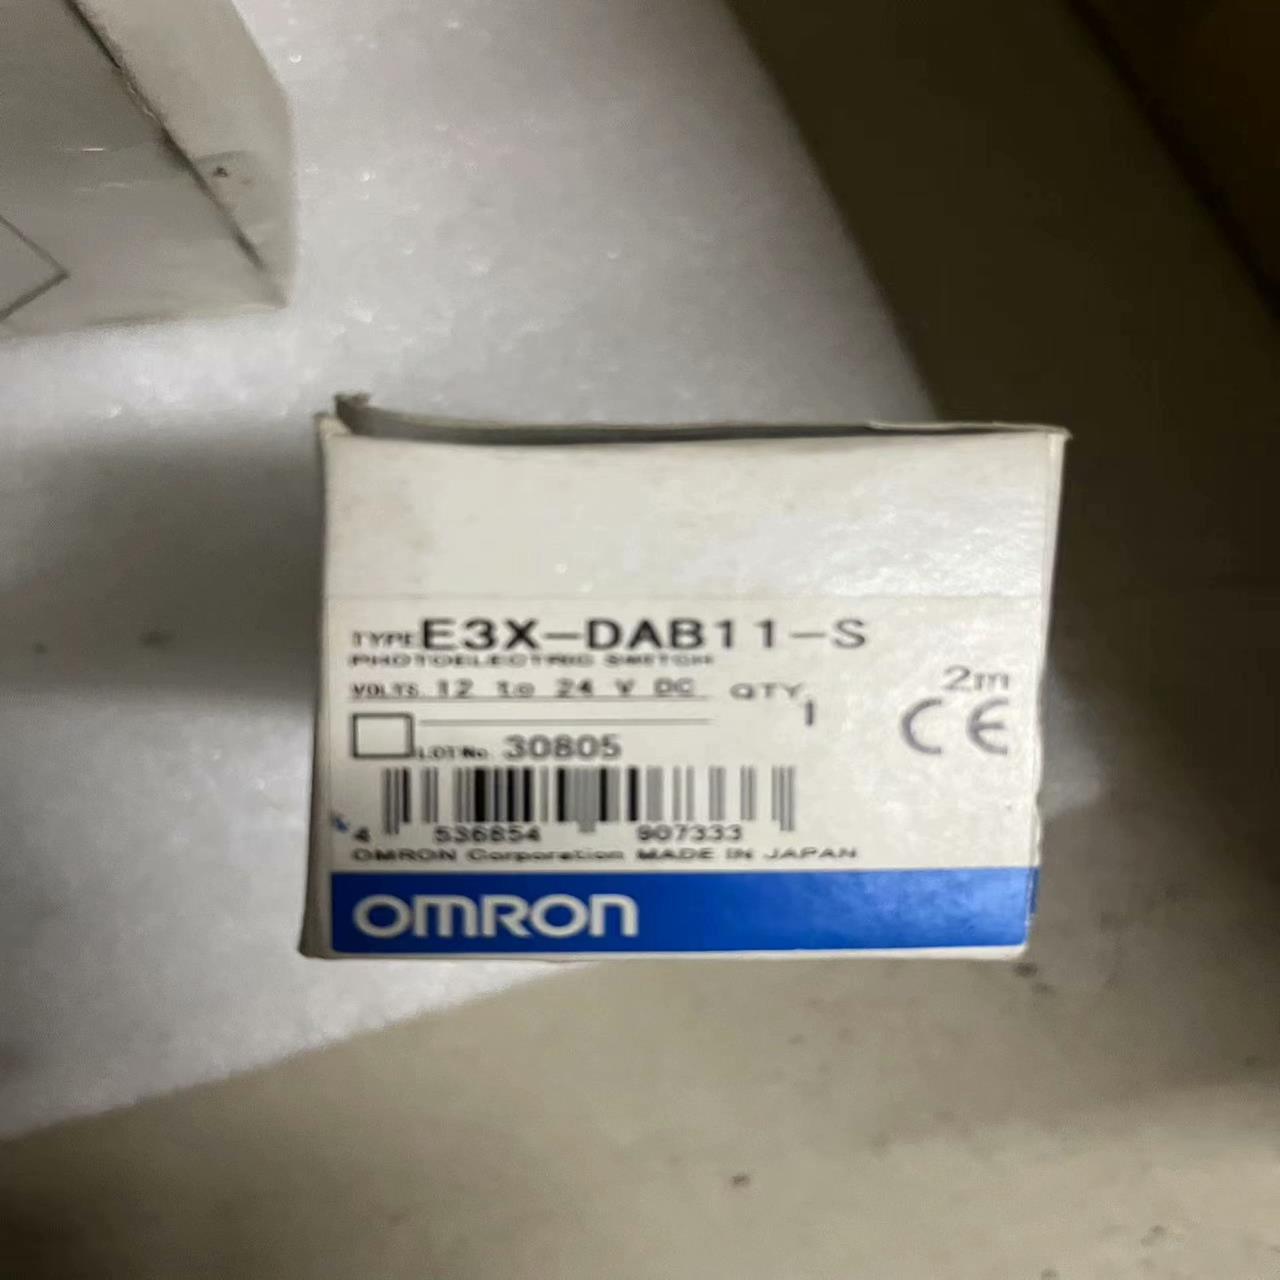 TYPE E3X-DAB11-S
PHOTOELECTRIC SWITCH
VOLTS. 12 to 24 V DC QTY. 1
2m
CE
LOT No. 30805
4 536854 907333
OMRON Corporation MADE IN JAPAN
OMRON